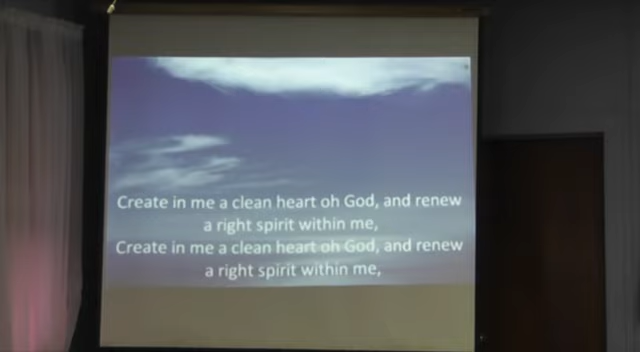 Create in me a clean heart oh God, and renew
a right spirit within me,
Create in me a clean heart oh God, and renew
a right spirit within me,